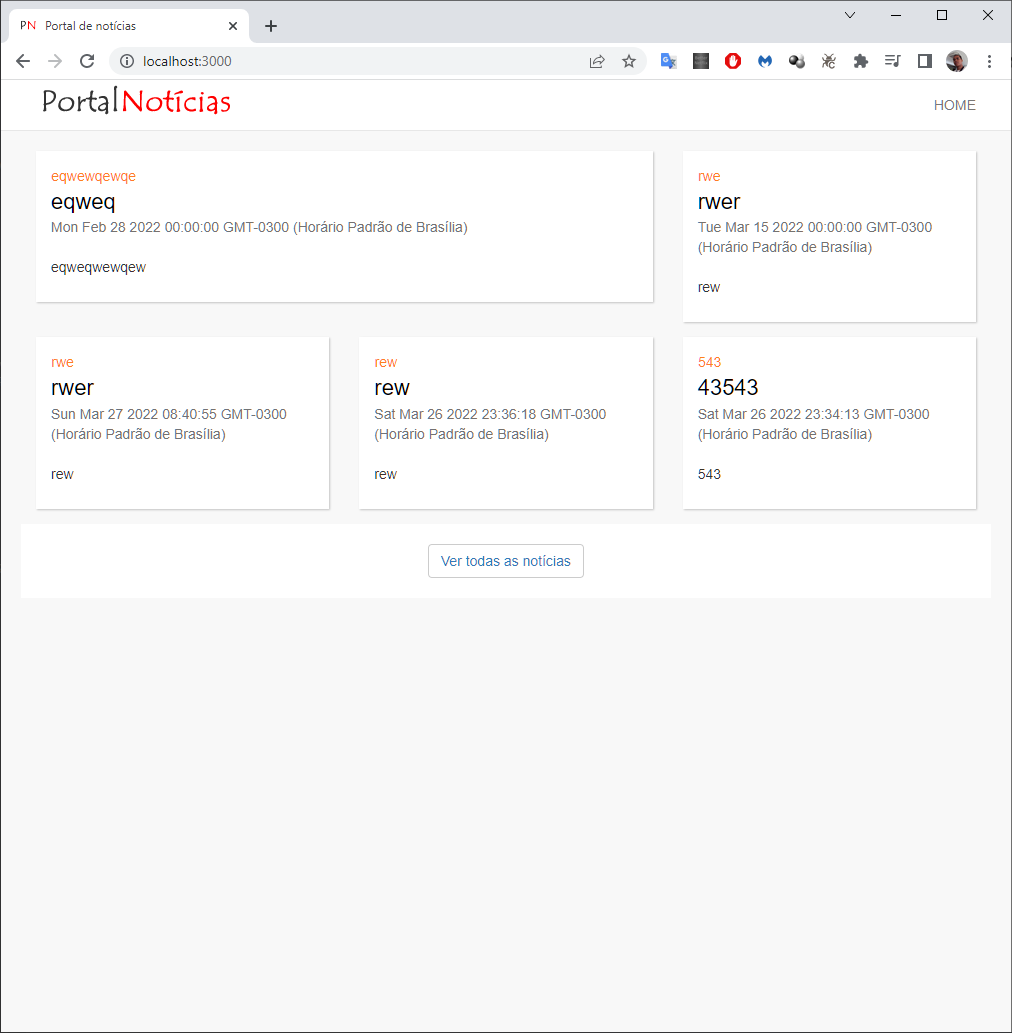 PN Portal de notícias
localhost:3000
PortalNotícias
HOME
eqwewqewqe
eqweq
Mon Feb 28 2022 00:00:00 GMT-0300 (Horário Padrão de Brasília)
eqweqwewqew
rwe
rwer
Tue Mar 15 2022 00:00:00 GMT-0300
(Horário Padrão de Brasília)
rew
rwe
rwer
Sun Mar 27 2022 08:40:55 GMT-0300
(Horário Padrão de Brasília)
rew
rew
rew
Sat Mar 26 2022 23:36:18 GMT-0300
(Horário Padrão de Brasília)
rew
543
43543
Sat Mar 26 2022 23:34:13 GMT-0300
(Horário Padrão de Brasília)
543
Ver todas as notícias